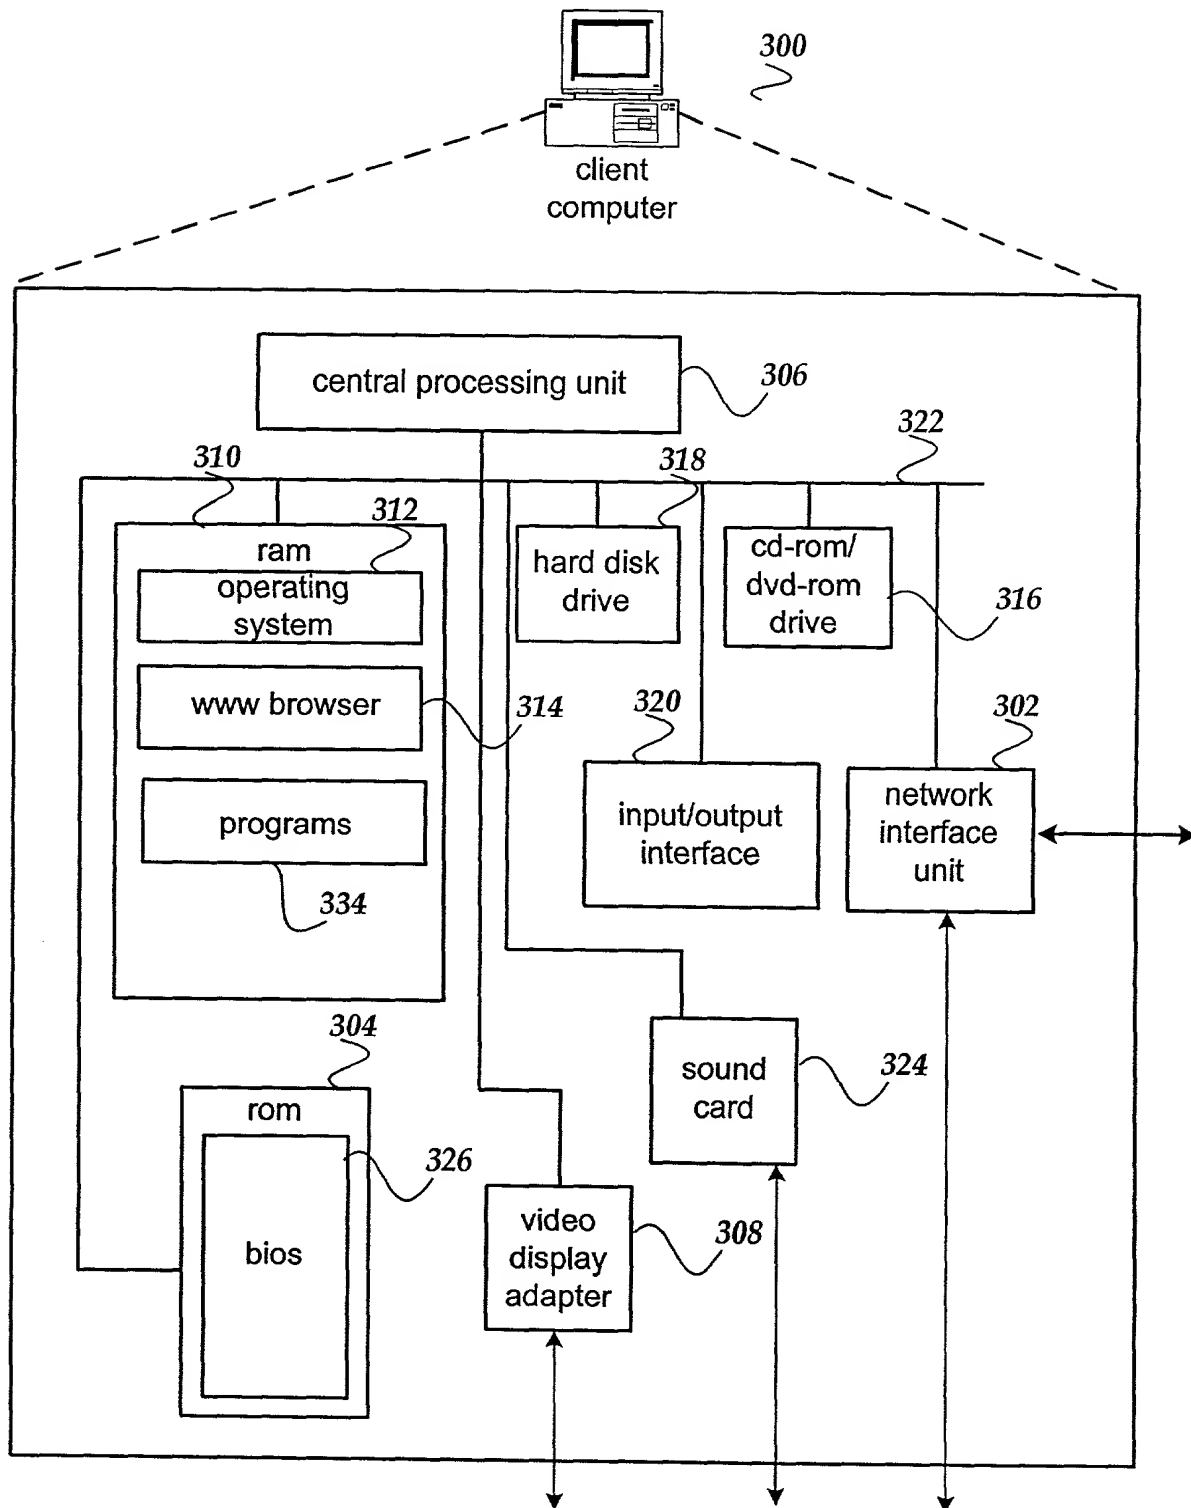 300
client
computer
central processing unit
306
322
310
318
312
ram
operating
system
hard disk
drive
cd-rom/
dvd-rom
drive
316
www browser
314
320
302
programs
334
input/output
interface
network
interface
unit
304
rom
sound
card
324
326
bios
video
display
adapter
308